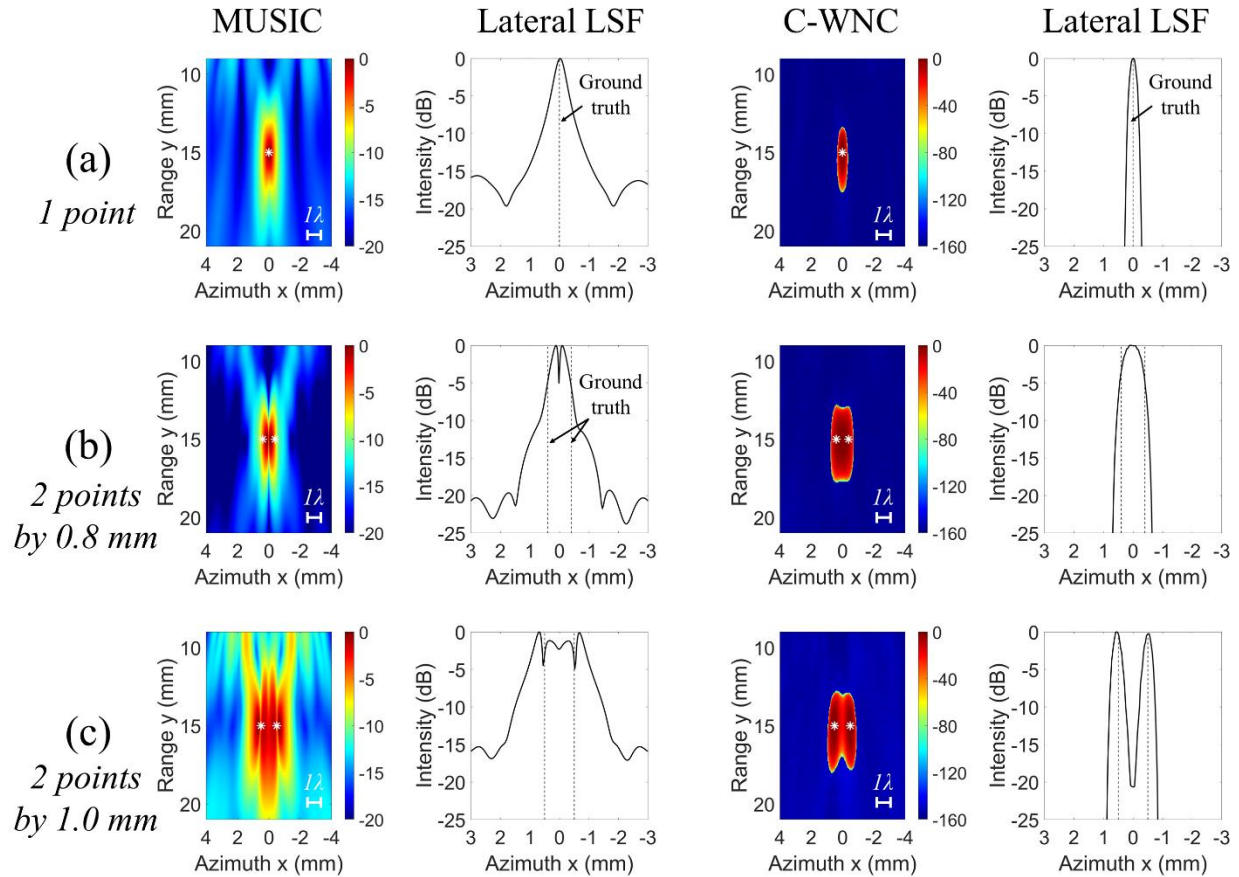 MUSIC Lateral LSF C-WNC Lateral LSF
(a)
1 point
Range y (mm)
10
15
20
1λ
4 2 0 -2 -4
Azimuth x (mm)
0
-5
-10
-15
-20
Intensity (dB)
0
-5
-10
-15
-20
-25
Ground
truth
3 2 1 0 -1 -2 -3
Azimuth x (mm)
Range y (mm)
10
15
20
1λ
4 2 0 -2 -4
Azimuth x (mm)
0
-40
-80
-120
-160
Intensity (dB)
0
-5
-10
-15
-20
-25
Ground
truth
3 2 1 0 -1 -2 -3
Azimuth x (mm)
(b)
2 points
by 0.8 mm
Range y (mm)
10
15
20
1λ
4 2 0 -2 -4
Azimuth x (mm)
0
-5
-10
-15
-20
Intensity (dB)
0
-5
-10
-15
-20
-25
Ground
truth
3 2 1 0 -1 -2 -3
Azimuth x (mm)
Range y (mm)
10
15
20
1λ
4 2 0 -2 -4
Azimuth x (mm)
0
-40
-80
-120
-160
Intensity (dB)
0
-5
-10
-15
-20
-25
3 2 1 0 -1 -2 -3
Azimuth x (mm)
(c)
2 points
by 1.0 mm
Range y (mm)
10
15
20
1λ
4 2 0 -2 -4
Azimuth x (mm)
0
-5
-10
-15
-20
Intensity (dB)
0
-5
-10
-15
-20
-25
3 2 1 0 -1 -2 -3
Azimuth x (mm)
Range y (mm)
10
15
20
1λ
4 2 0 -2 -4
Azimuth x (mm)
0
-40
-80
-120
-160
Intensity (dB)
0
-5
-10
-15
-20
-25
3 2 1 0 -1 -2 -3
Azimuth x (mm)